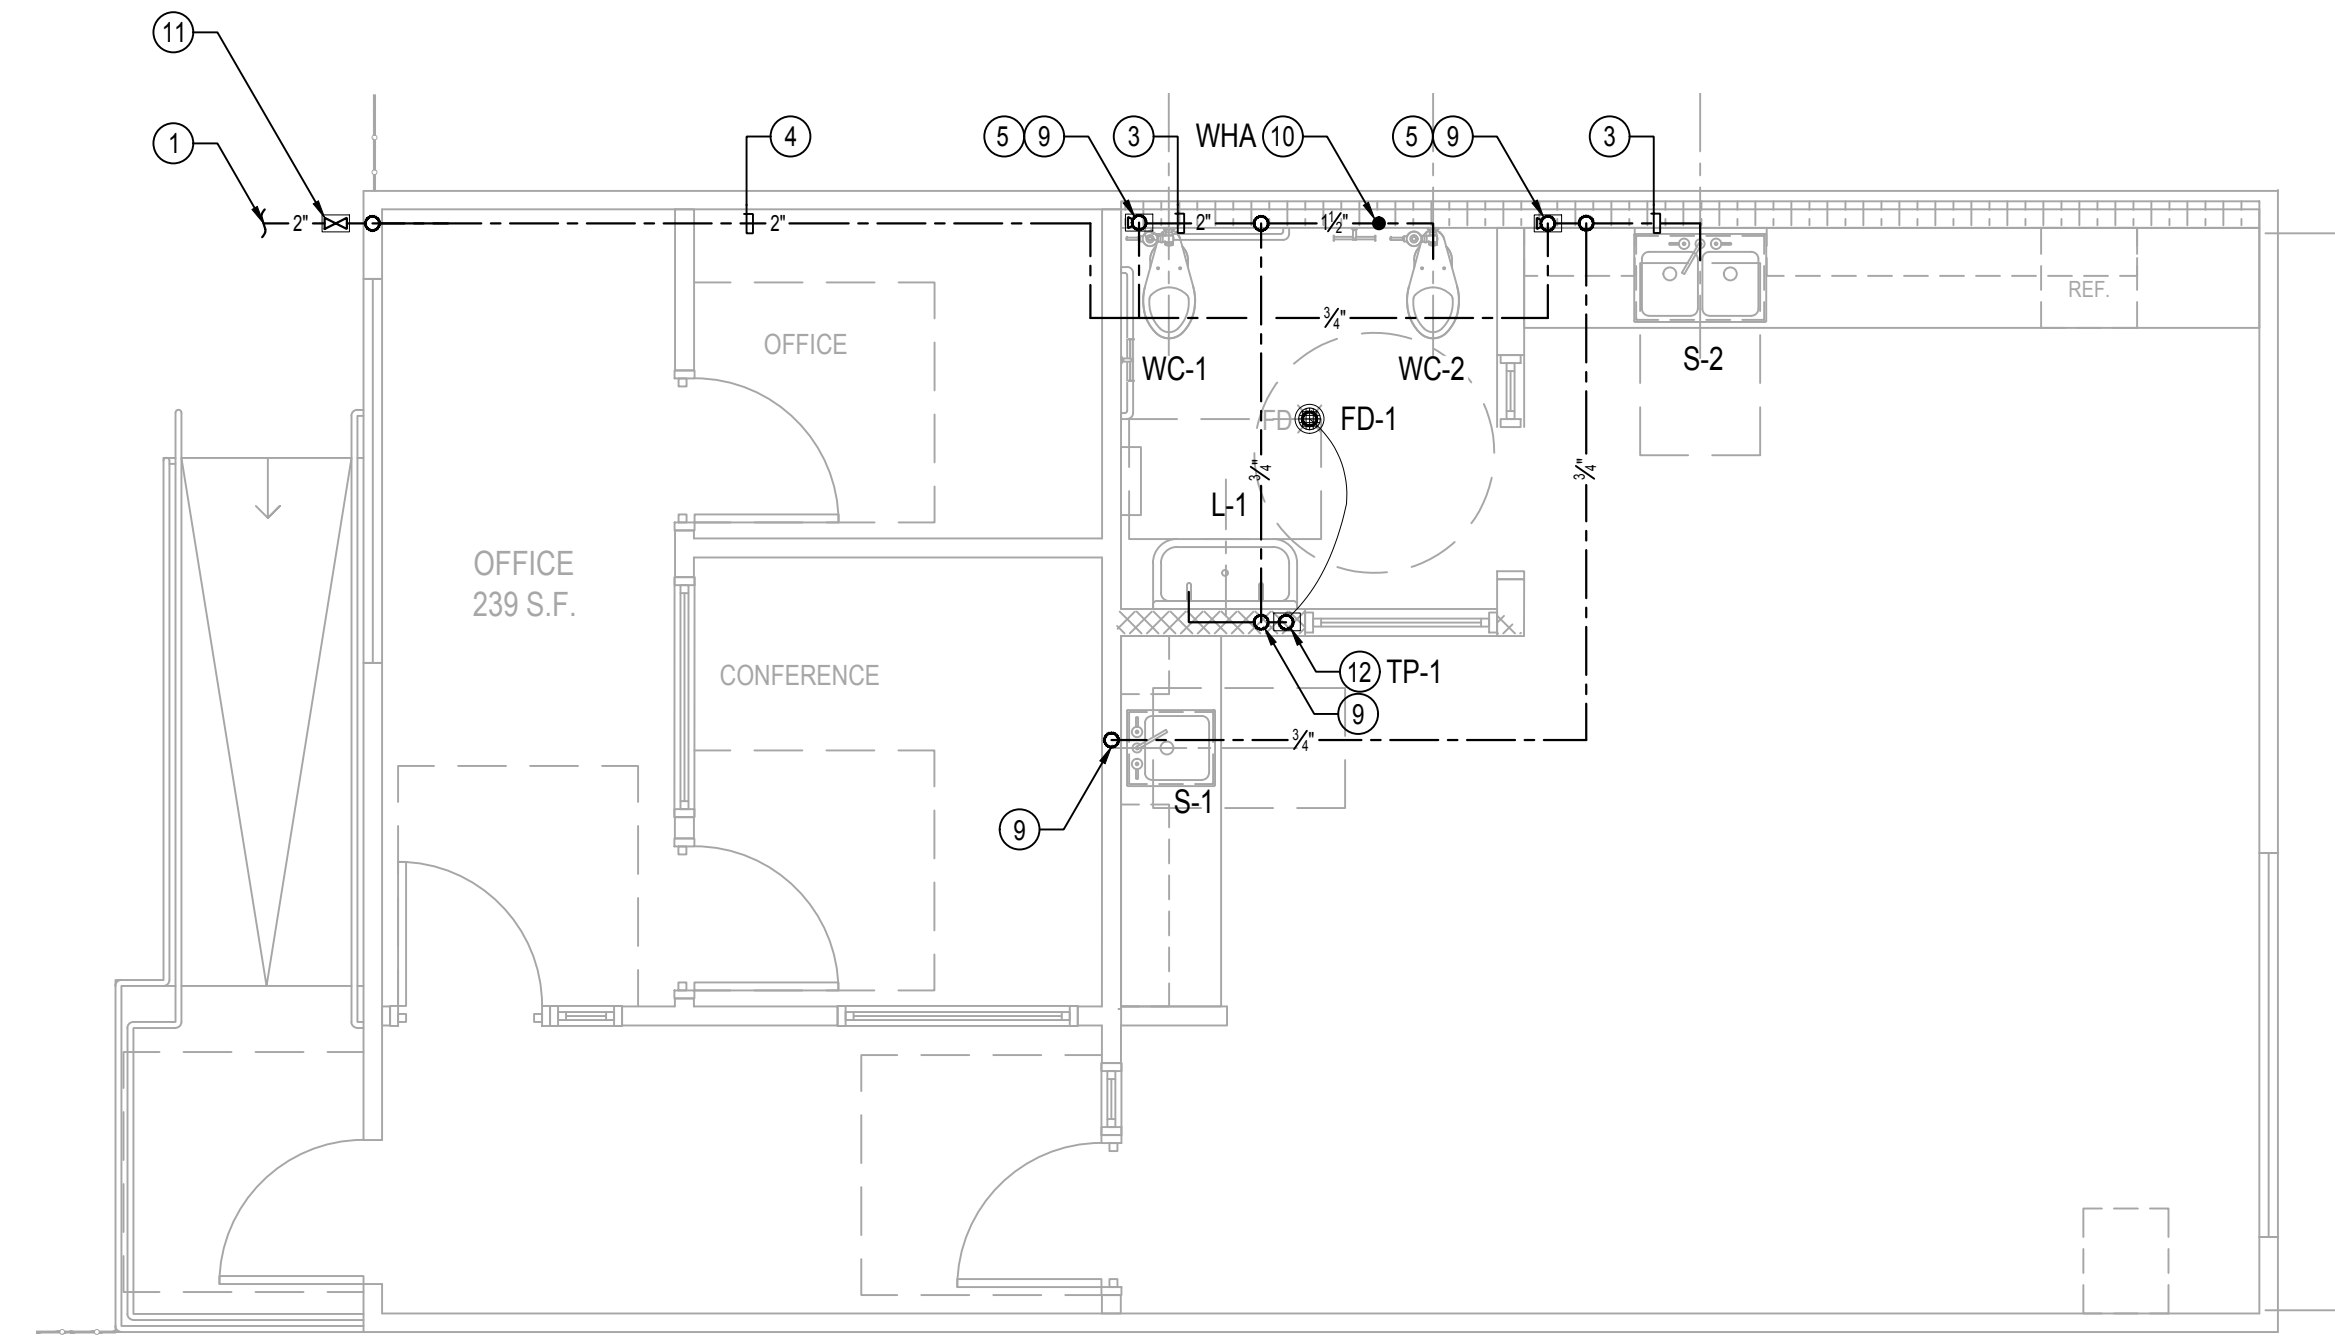 11
1
4
5 9
3
WHA 10
5 9
3
2"
2"
2"
1½"
REF.
¾"
OFFICE
WC-1
WC-2
S-2
FD
FD-1
¾"
¾"
L-1
OFFICE
239 S.F.
CONFERENCE
12 TP-1
9
¾"
S-1
9